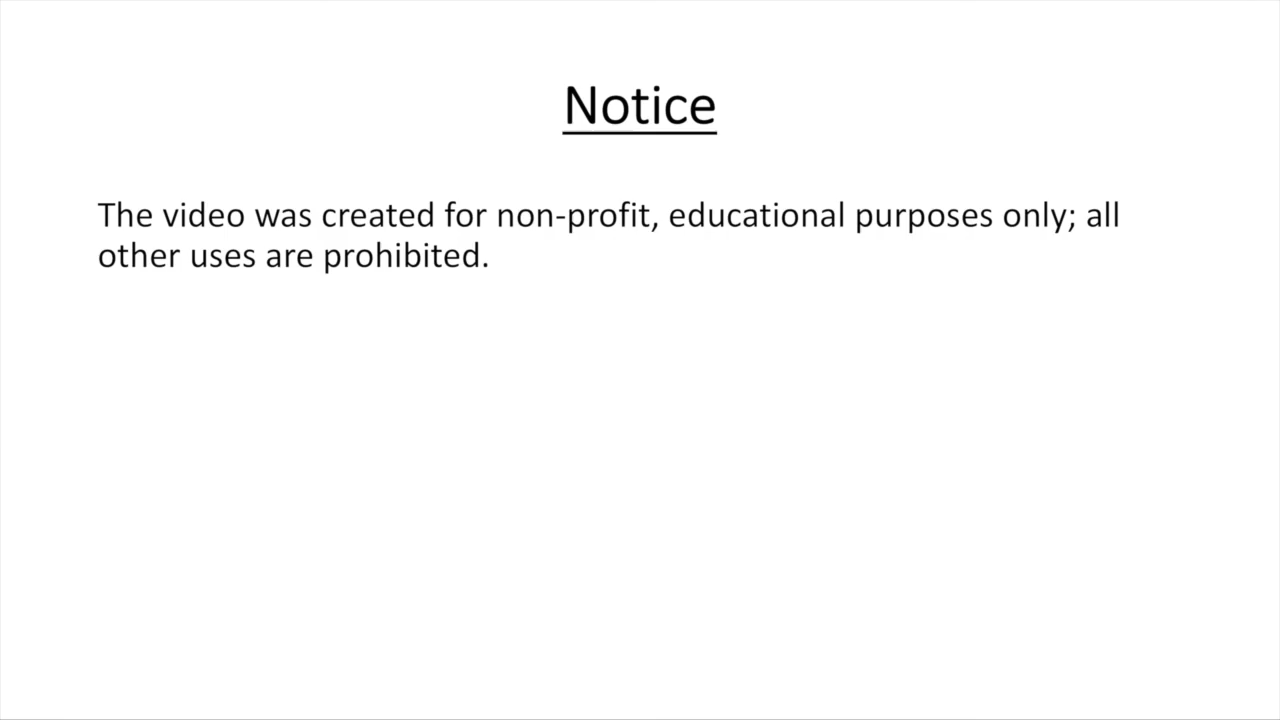 Notice
The video was created for non-profit, educational purposes only; all
other uses are prohibited.